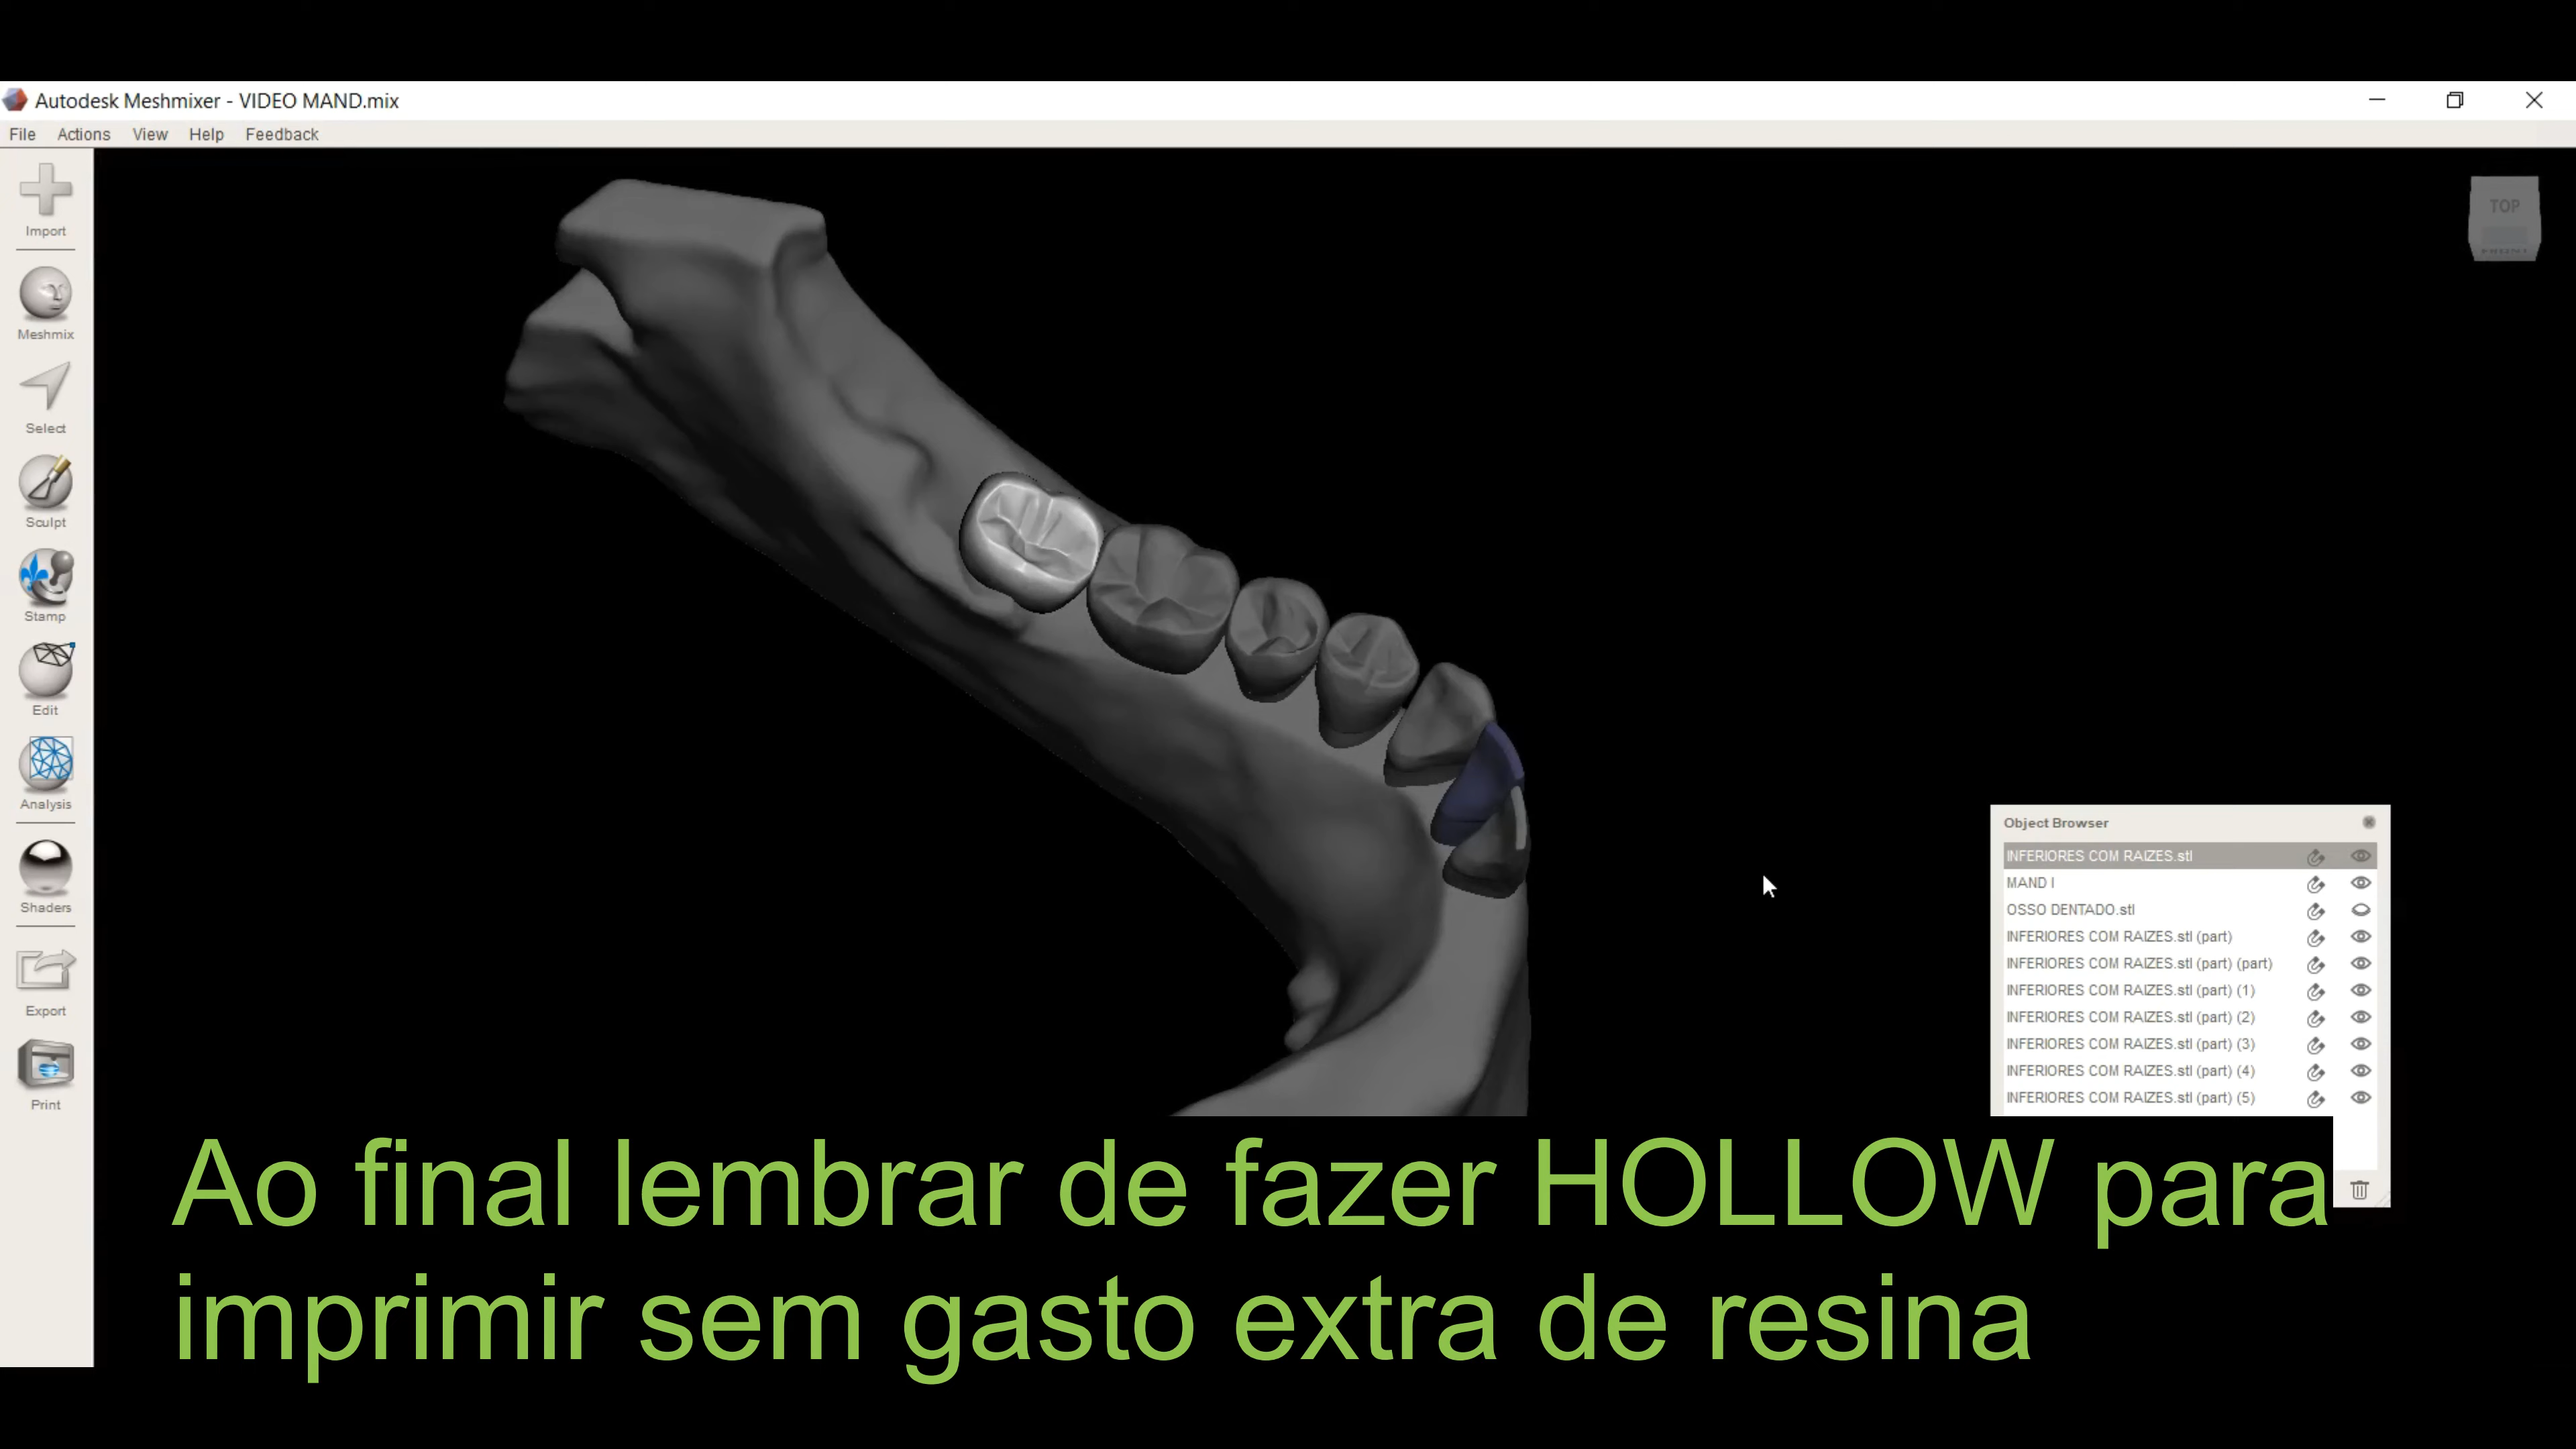 Autodesk Meshmixer - VIDEO MAND.mix
File Actions View Help Feedback
Import
Meshmix
Select
Sculpt
Stamp
Edit
Analysis
Shaders
Export
Print
TOP
Object Browser
INFERIORES COM RAIZES.stl
MAND I
OSSO DENTADO.stl
INFERIORES COM RAIZES.stl (part)
INFERIORES COM RAIZES.stl (part) (part)
INFERIORES COM RAIZES.stl (part) (1)
INFERIORES COM RAIZES.stl (part) (2)
INFERIORES COM RAIZES.stl (part) (3)
INFERIORES COM RAIZES.stl (part) (4)
INFERIORES COM RAIZES.stl (part) (5)
Ao final lembrar de fazer HOLLOW para
imprimir sem gasto extra de resina